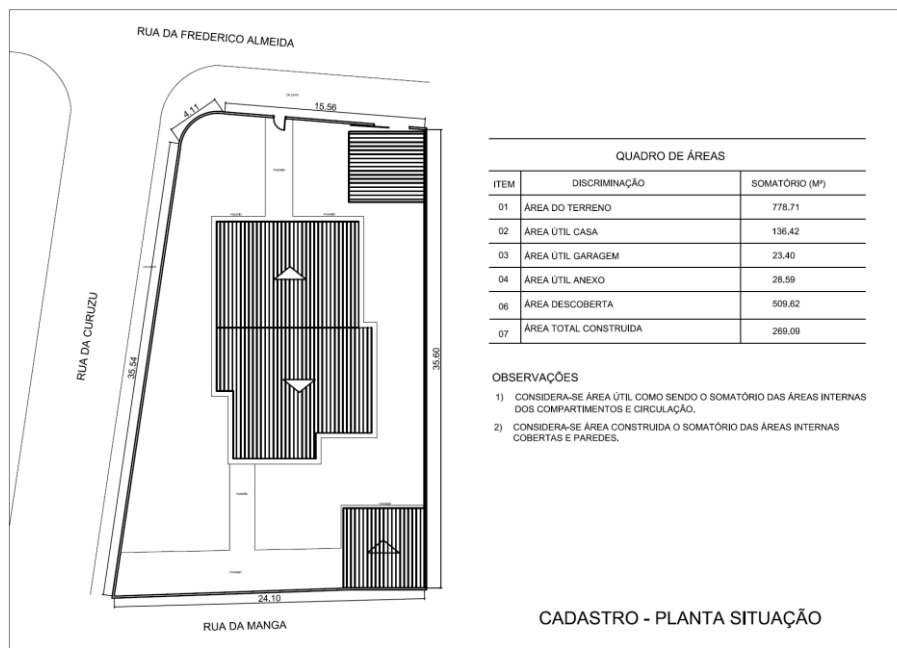 RUA DA FREDERICO ALMEIDA
4.11
15.56
RUA DA CURUZU
35.54
35.60
24.10
RUA DA MANGA
QUADRO DE ÁREAS
ITEM DISCRIMINAÇÃO SOMATÓRIO (M²)
01 ÁREA DO TERRENO 778.71
02 ÁREA ÚTIL CASA 136.42
03 ÁREA ÚTIL GARAGEM 23.40
04 ÁREA ÚTIL ANEXO 28.59
06 ÁREA DESCOBERTA 509.62
07 ÁREA TOTAL CONSTRUIDA 269,09
OBSERVAÇÕES
1) CONSIDERA-SE ÁREA ÚTIL COMO SENDO O SOMATÓRIO DAS ÁREAS INTERNAS
DOS COMPARTIMENTOS E CIRCULAÇÃO.
2) CONSIDERA-SE ÁREA CONSTRUIDA O SOMATÓRIO DAS ÁREAS INTERNAS
COBERTAS E PAREDES.
CADASTRO - PLANTA SITUAÇÃO